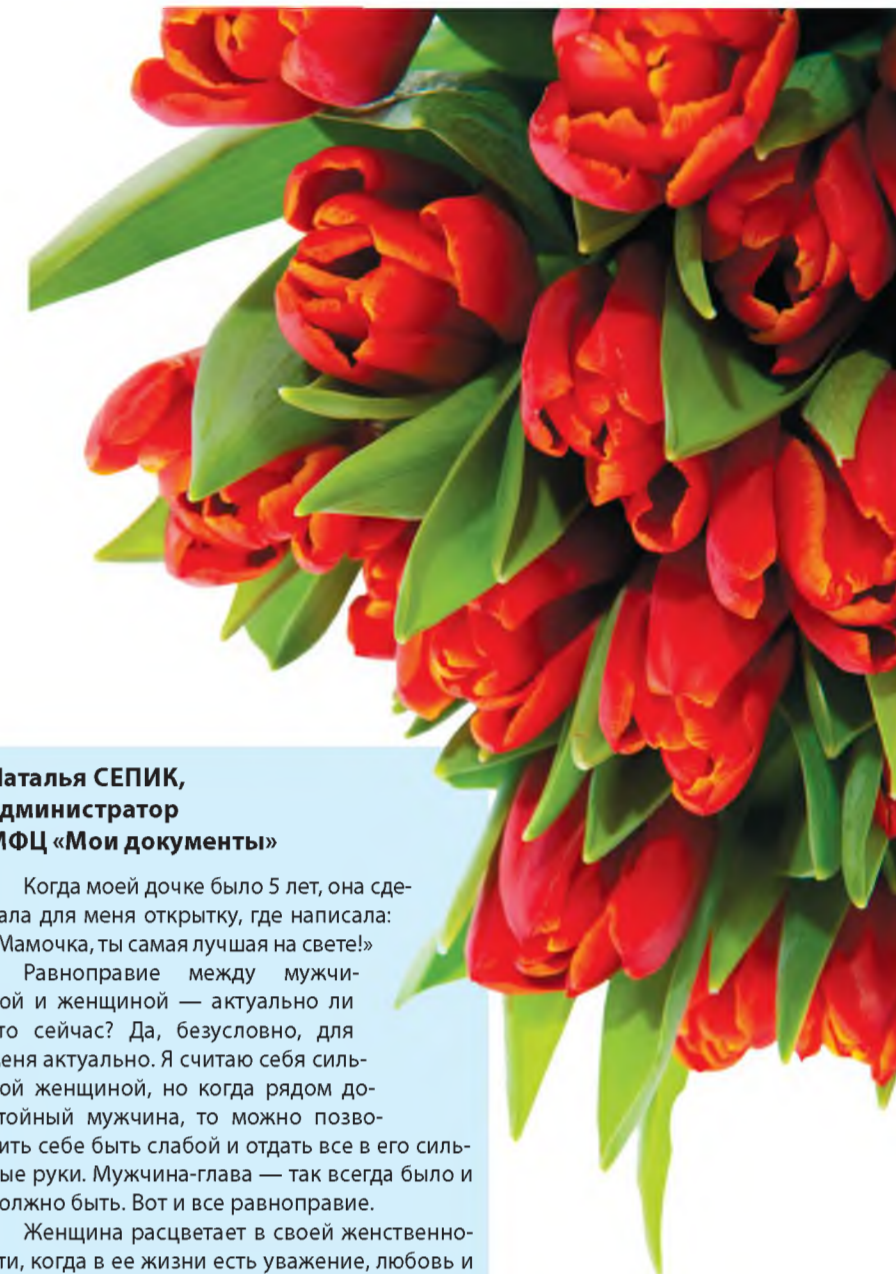 аталья СЕПИК,
дминистратор
МФЦ «Мои документы»
Когда моей дочке было 5 лет, она сде-
ала для меня открытку, где написала:
Мамочка, ты самая лучшая на свете!»
Равноправие между мужчи-
ой и женщиной — актуально ли
то сейчас? Да, безусловно, для
еня актуально. Я считаю себя силь-
ой женщиной, но когда рядом до-
тойный мужчина, то можно позво-
ить себе быть слабой и отдать все в его силь-
ые руки. Мужчина-глава — так всегда было и
олжно быть. Вот и все равноправие.
Женщина расцветает в своей женственно-
ти, когда в ее жизни есть уважение, любовь и